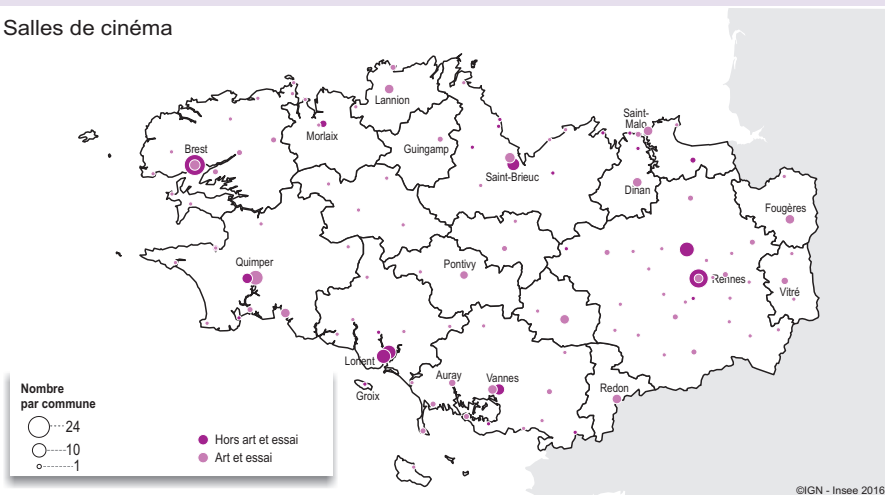 Salles de cinéma
Lannion
Saint-
Malo
Morlaix
Guingamp
Brest
Saint-Brieuc
Dinan
Fougères
Quimper
Pontivy
Rennes
Vitré
Lorient
Auray
Vannes
Redon
Groix
Nombre
par commune
24
10
1
Hors art et essai
Art et essai
©IGN - Insee 2016